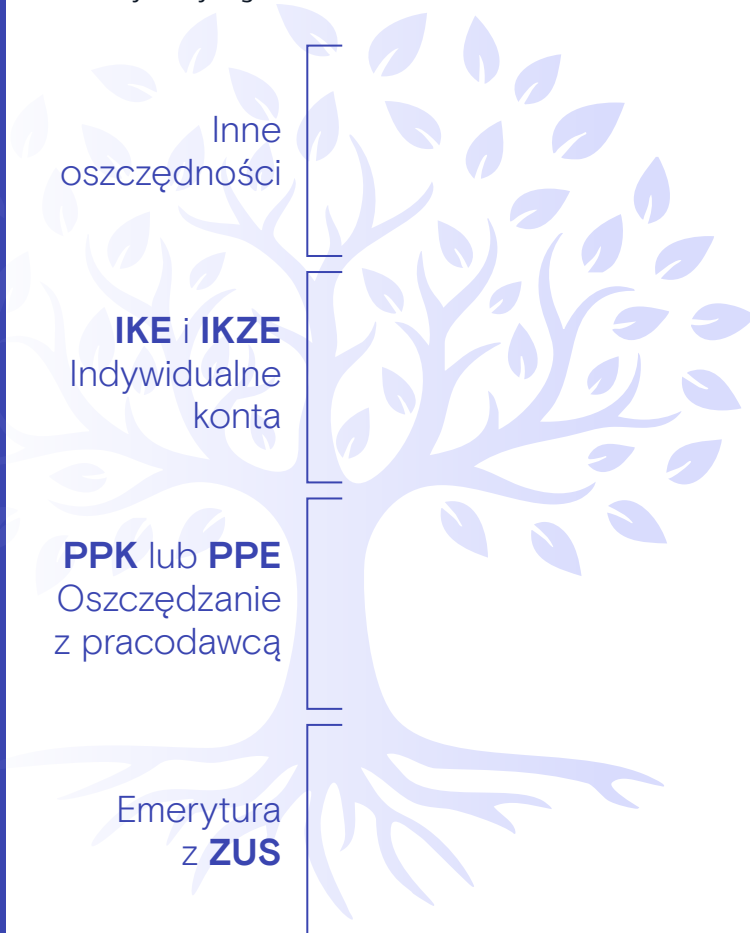 Inne
oszczędności
IKE i IKZE
Indywidualne
konta
PPK lub PPE
Oszczędzanie
z pracodawcą
Emerytura
z ZUS